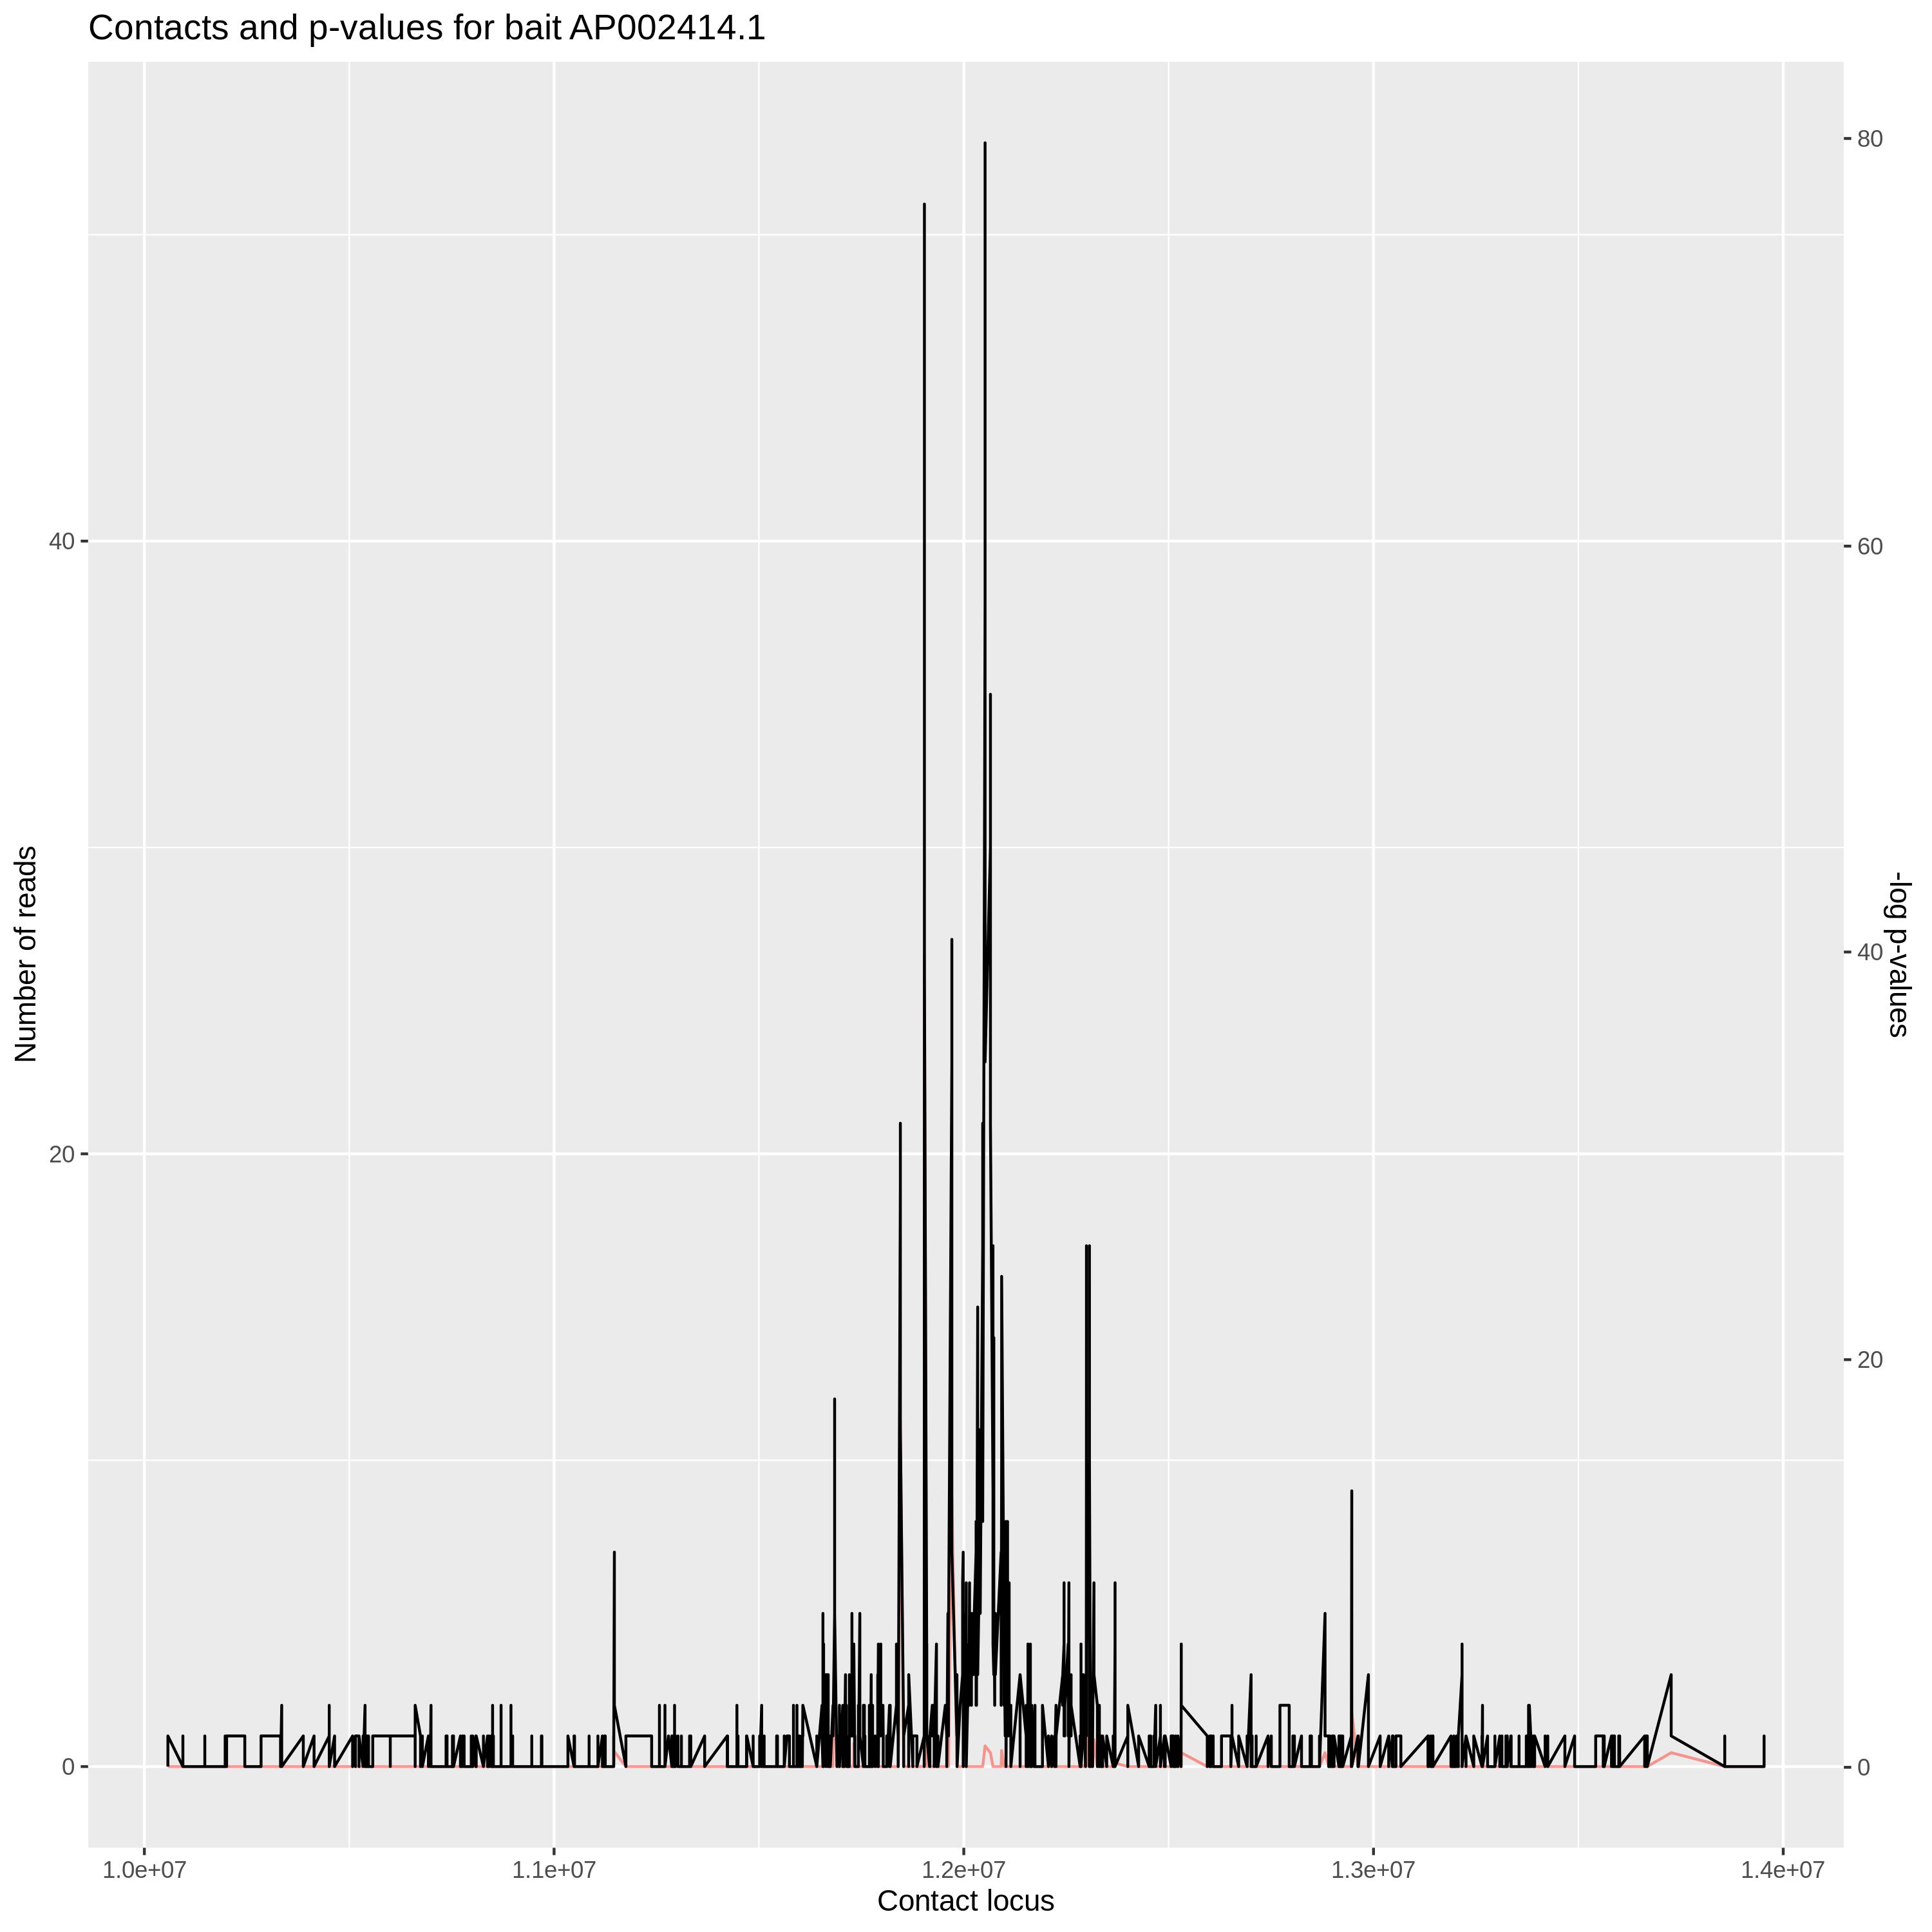 Contacts and p-values for bait AP002414.1
80
60
40
40
20
20
0
0
Number of reads
-log p-values
1.0e+07 1.1e+07 1.2e+07 1.3e+07 1.4e+07
Contact locus